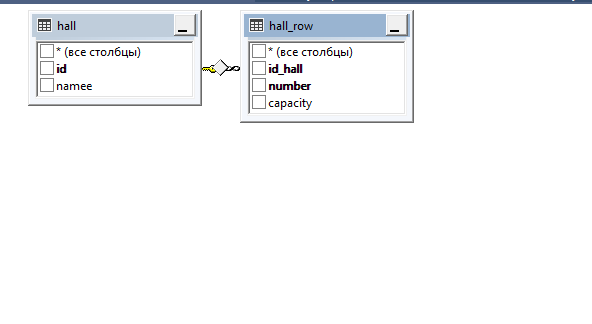 hall
* (все столбцы)
id
namee
hall_row
* (все столбцы)
id_hall
number
capacity